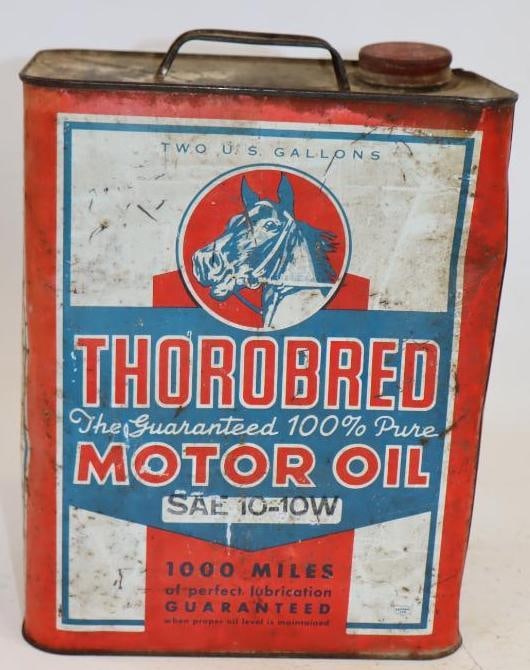 TWO U.S. GALLONS
THOROBRED
The Guaranteed 100% Pure
MOTOR OIL
SAE 10-10W
1000 MILES
of perfect lubrication
GUARANTEED
when proper oil level is maintained